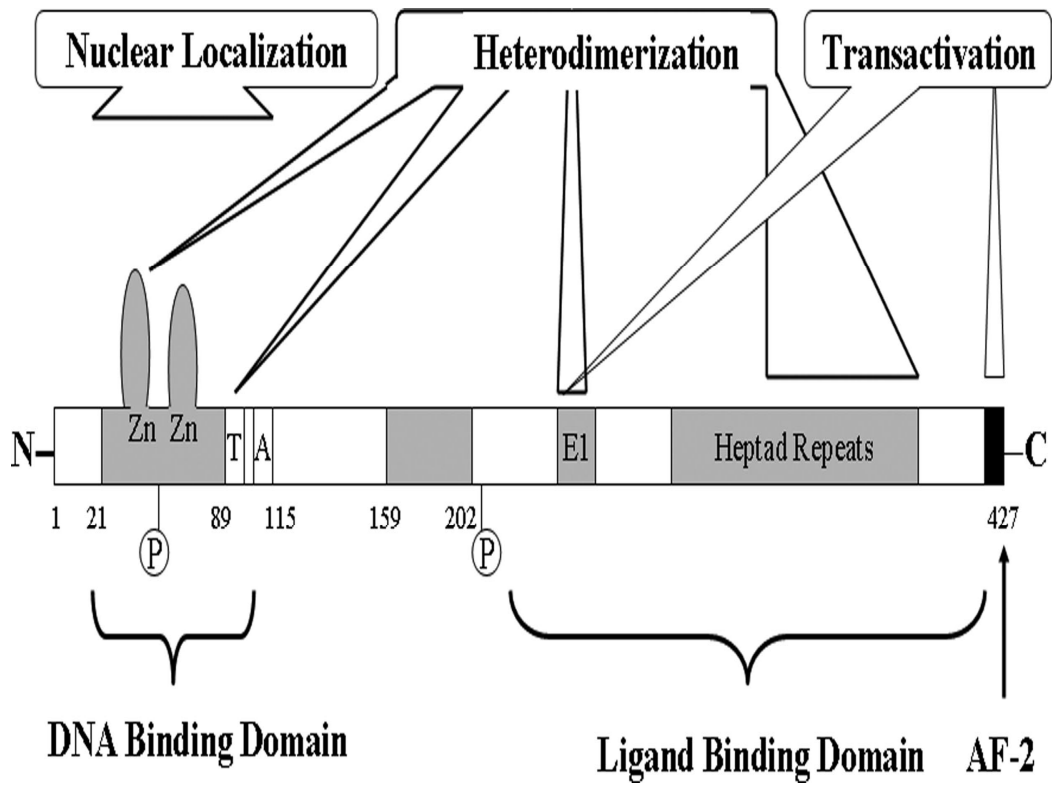 Nuclear Localization
Heterodimerization
Transactivation
Zn Zn
N T A E1 Heptad Repeats C
1 21 89 115 159 202 427
P P
DNA Binding Domain
Ligand Binding Domain
AF-2